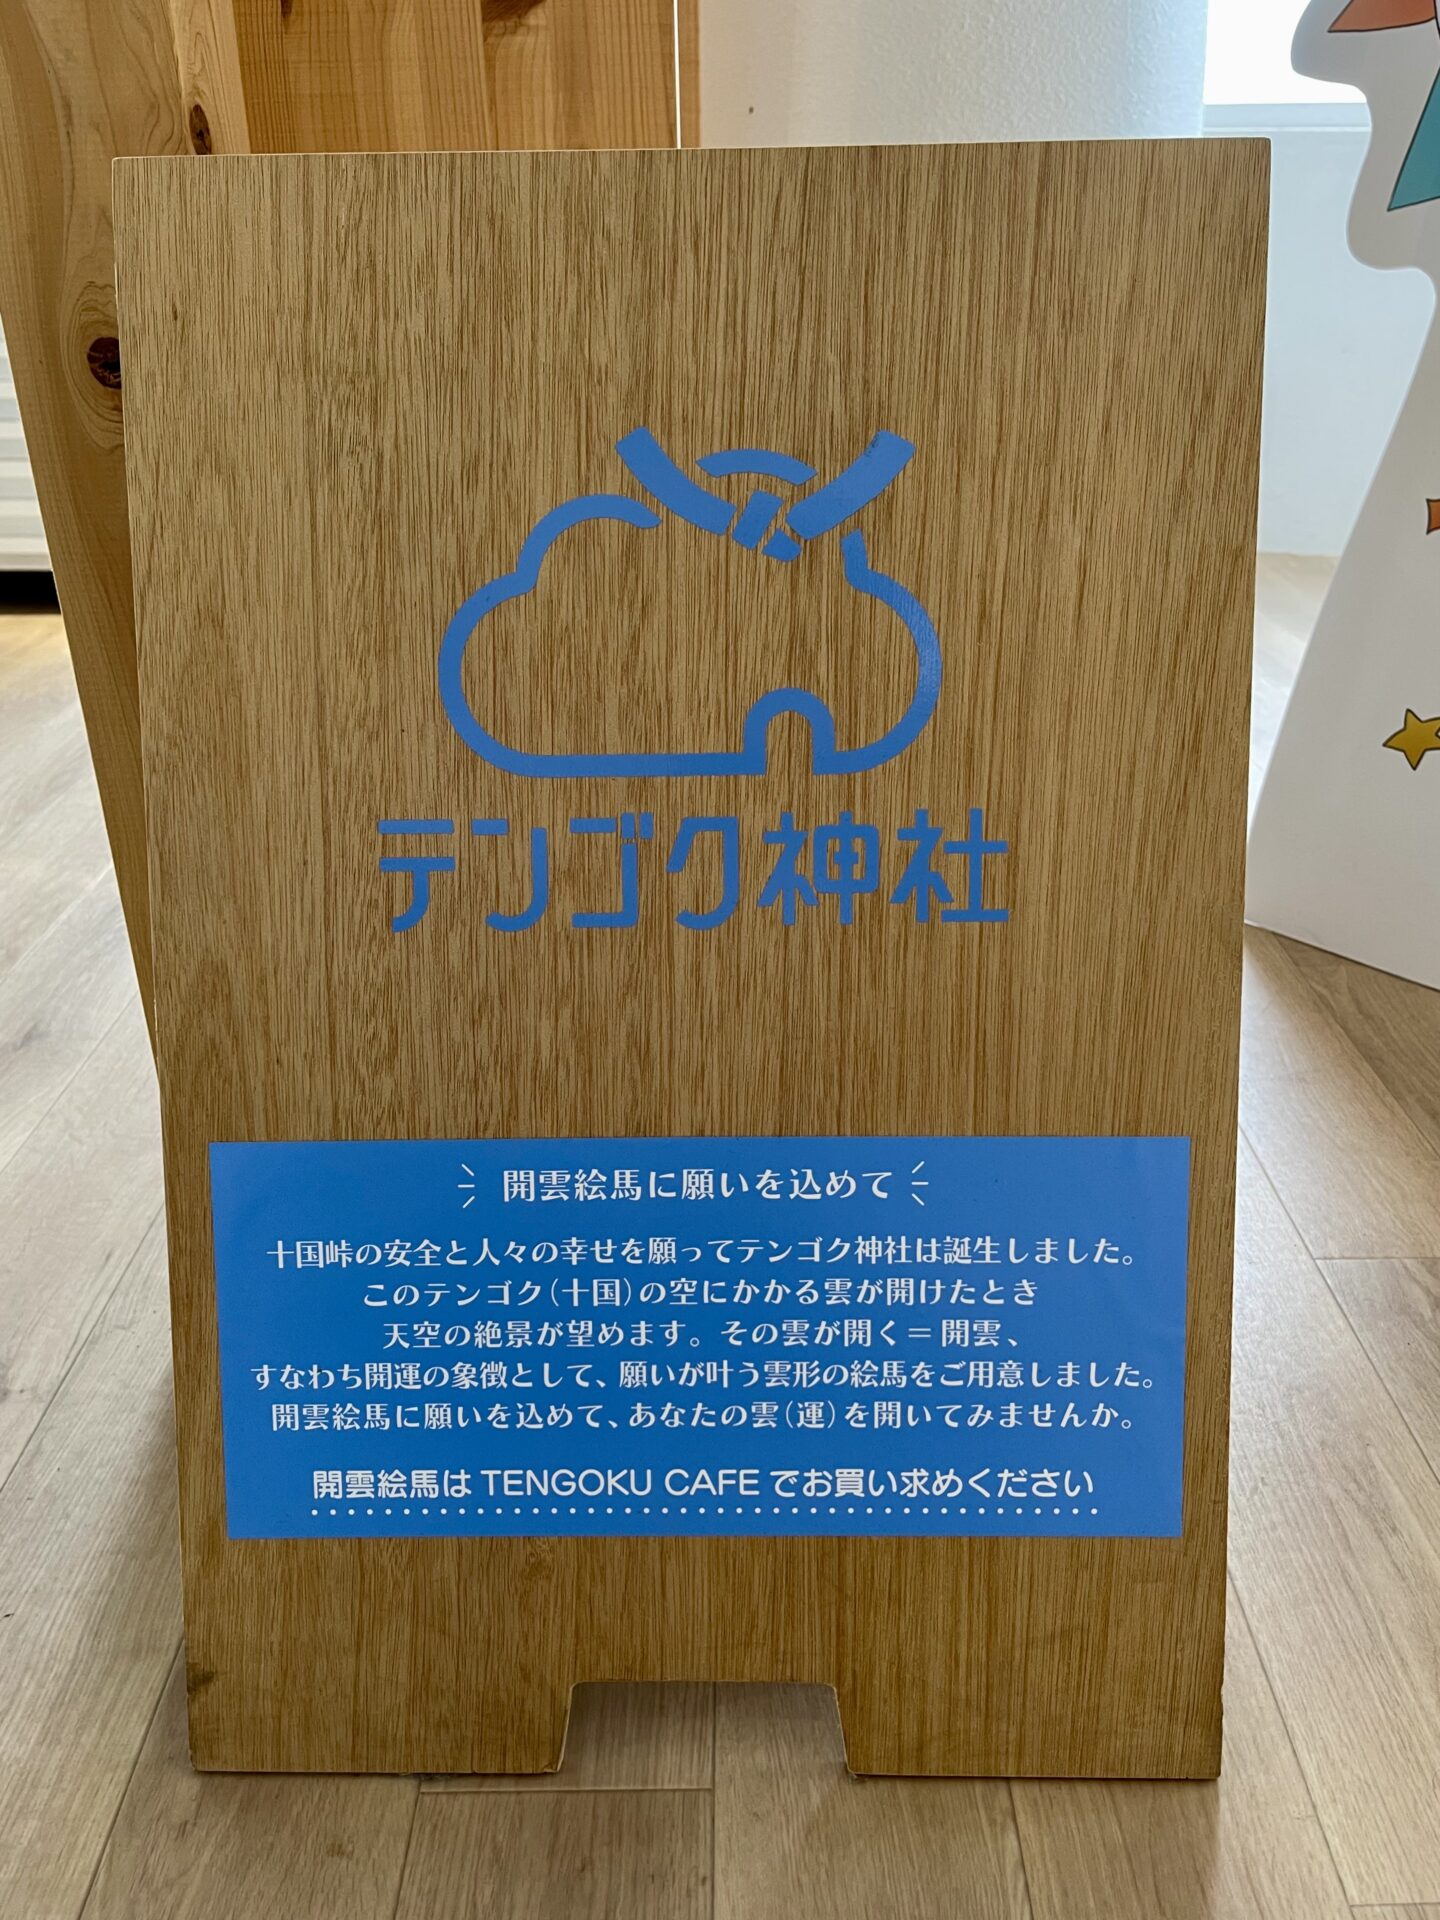 テンゴク神社
開雲絵馬に願いを込めて
十国峠の安全と人々の幸せを願ってテンゴク神社は誕生しました。
このテンゴク(十国)の空にかかる雲が開けたとき
天空の絶景が望めます。その雲が開く=開雲、
すなわち開運の象徴として、願いが叶う雲形の絵馬をご用意しました。
開雲絵馬に願いを込めて、あなたの雲(運)を開いてみませんか。
開雲絵馬は TENGOKU CAFE でお買い求めください